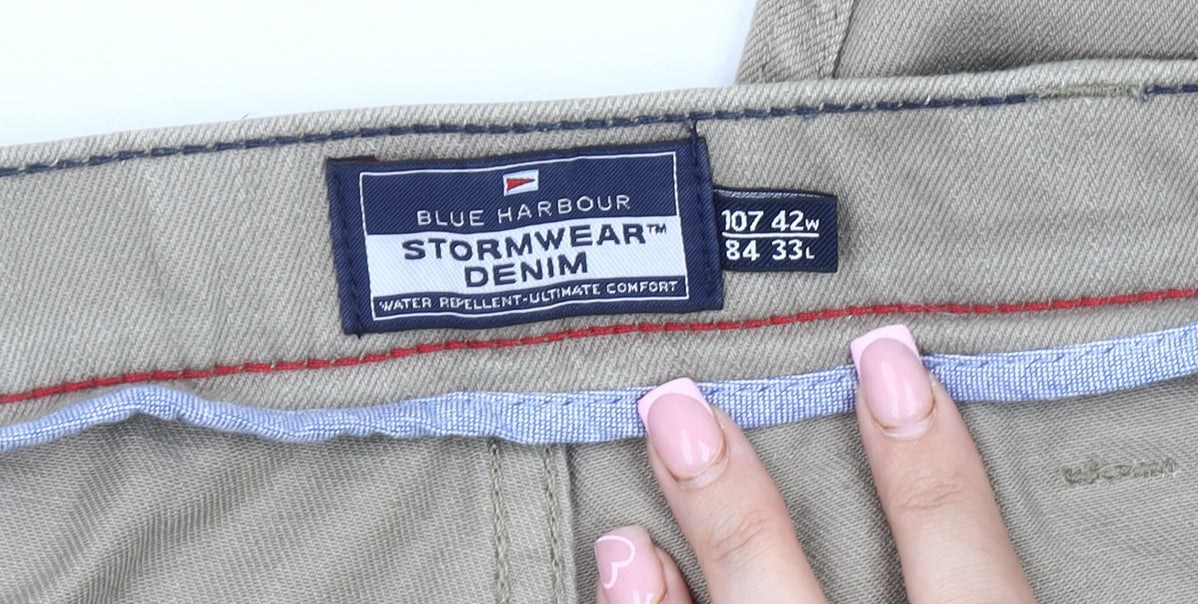 BLUE HARBOUR
STORMWEAR™
DENIM
WATER REPELLENT-ULTIMATE COMFORT
107 42W
84 33L